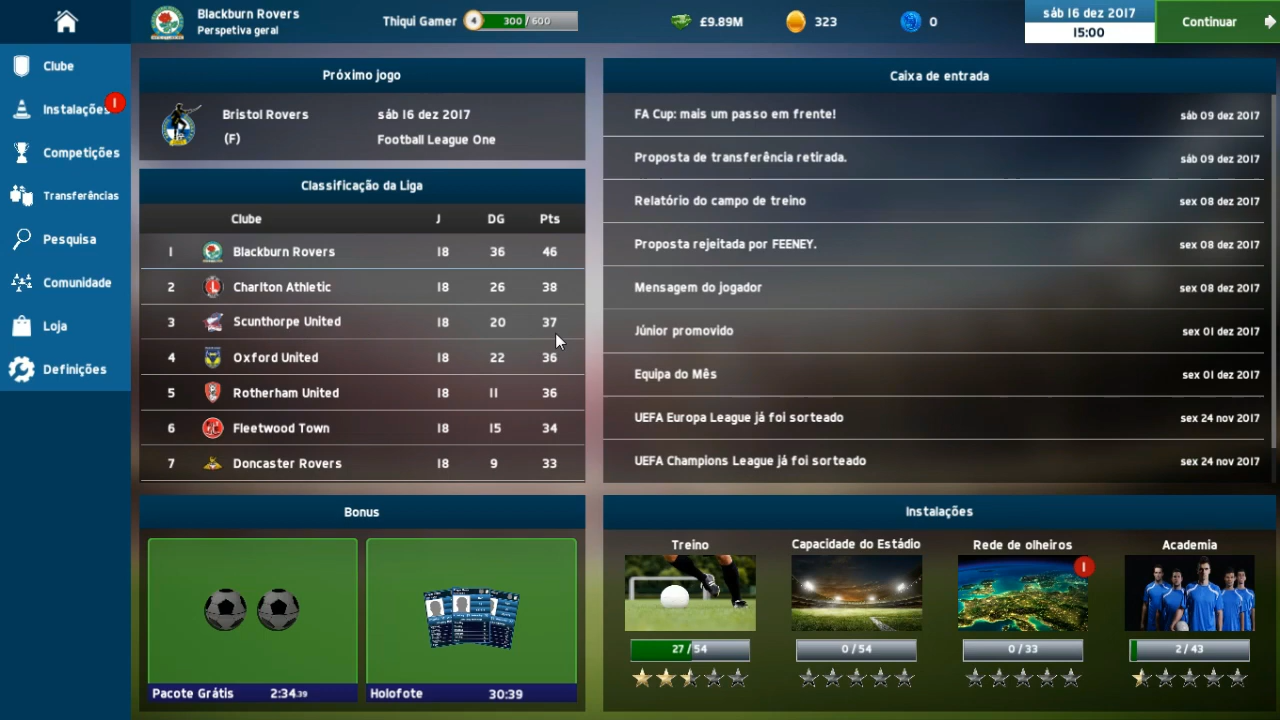 Blackburn Rovers
Perspetiva geral
Thiqui Gamer 4 300 / 600
£9.89M
323
0
sáb 16 dez 2017
15:00
Continuar
Clube
Instalações
Competições
Transferências
Pesquisa
Comunidade
Loja
Definições
Próximo jogo
Bristol Rovers
(F)
sáb 16 dez 2017
Football League One
Classificação da Liga
Clube J DG Pts
1 Blackburn Rovers 18 36 46
2 Charlton Athletic 18 26 38
3 Scunthorpe United 18 20 37
4 Oxford United 18 22 36
5 Rotherham United 18 11 36
6 Fleetwood Town 18 15 34
7 Doncaster Rovers 18 9 33
Caixa de entrada
FA Cup: mais um passo em frente! sáb 09 dez 2017
Proposta de transferência retirada. sáb 09 dez 2017
Relatório do campo de treino sex 08 dez 2017
Proposta rejeitada por FEENEY. sex 08 dez 2017
Mensagem do jogador sex 08 dez 2017
Júnior promovido sex 01 dez 2017
Equipa do Mês sex 01 dez 2017
UEFA Europa League já foi sorteado sex 24 nov 2017
UEFA Champions League já foi sorteado sex 24 nov 2017
Bonus
Pacote Grátis 2:34.39
Holofote 30:39
Instalações
Treino
27 / 54
Capacidade do Estádio
0 / 54
Rede de olheiros
0 / 33
Academia
2 / 43